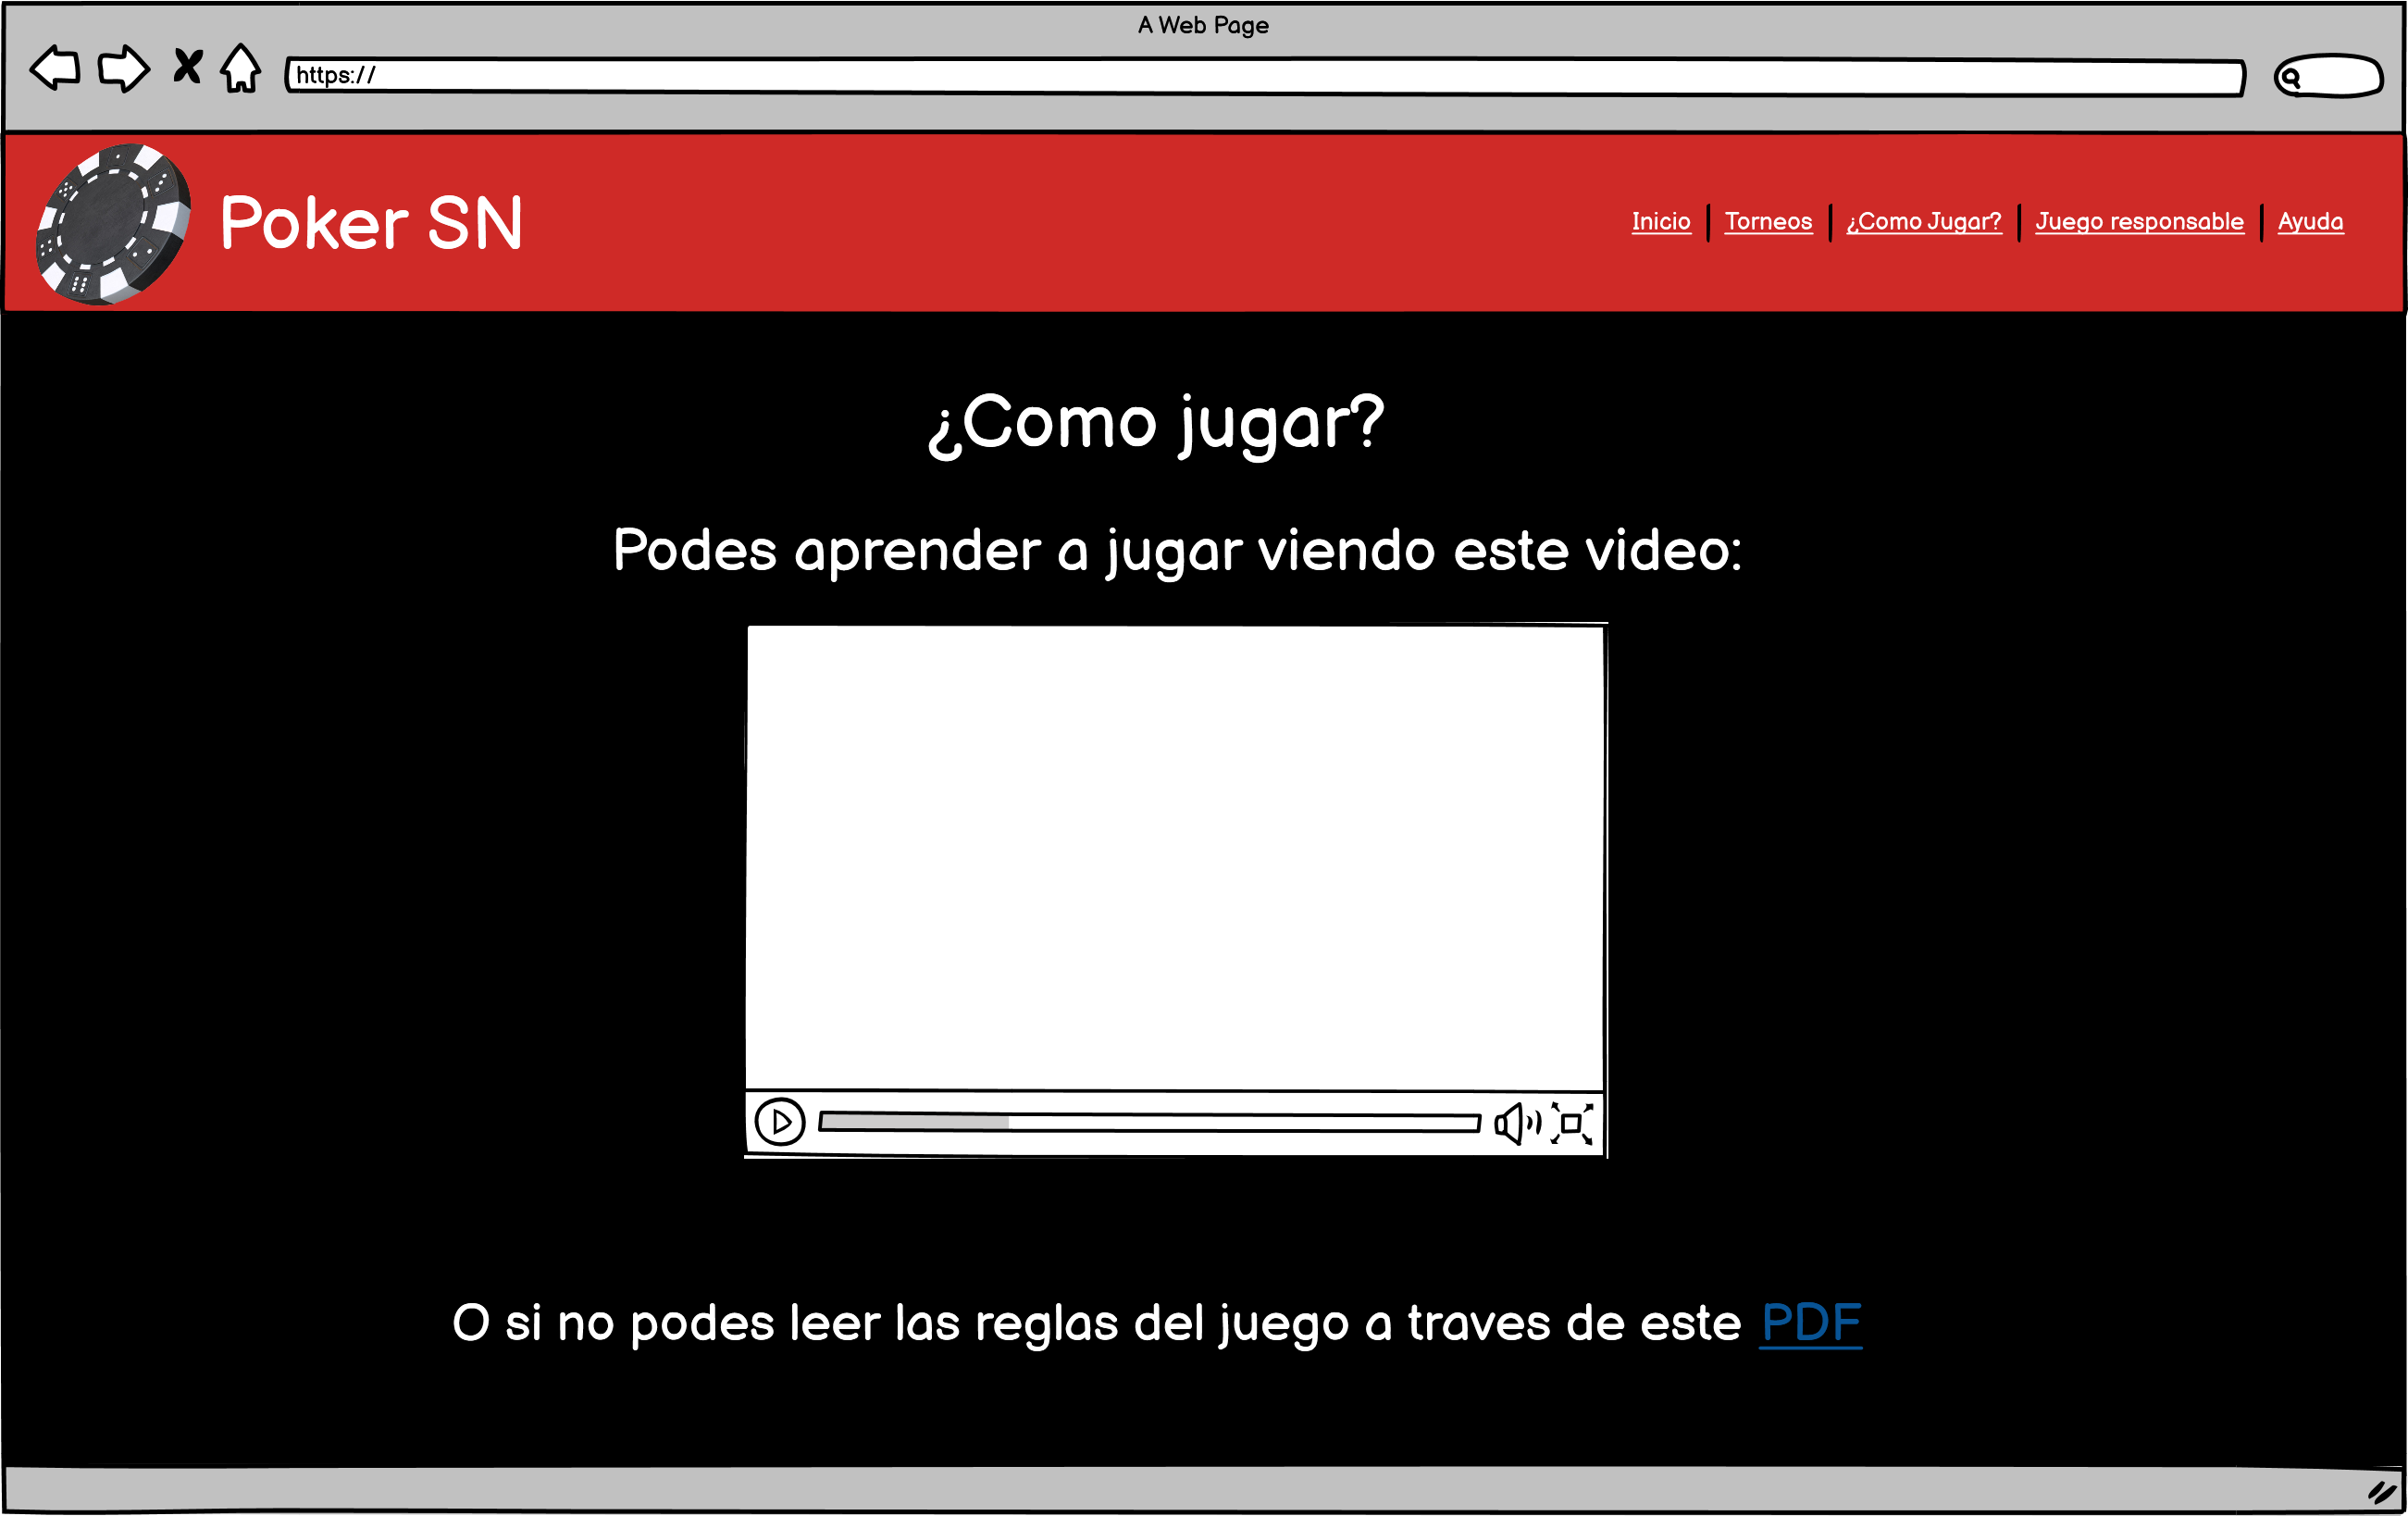 A Web Page
https://
Poker SN
Inicio
Torneos
¿Como Jugar?
Juego responsable
Ayuda
¿Como jugar?
Podes aprender a jugar viendo este video:
O si no podes leer las reglas del juego a traves de este PDF